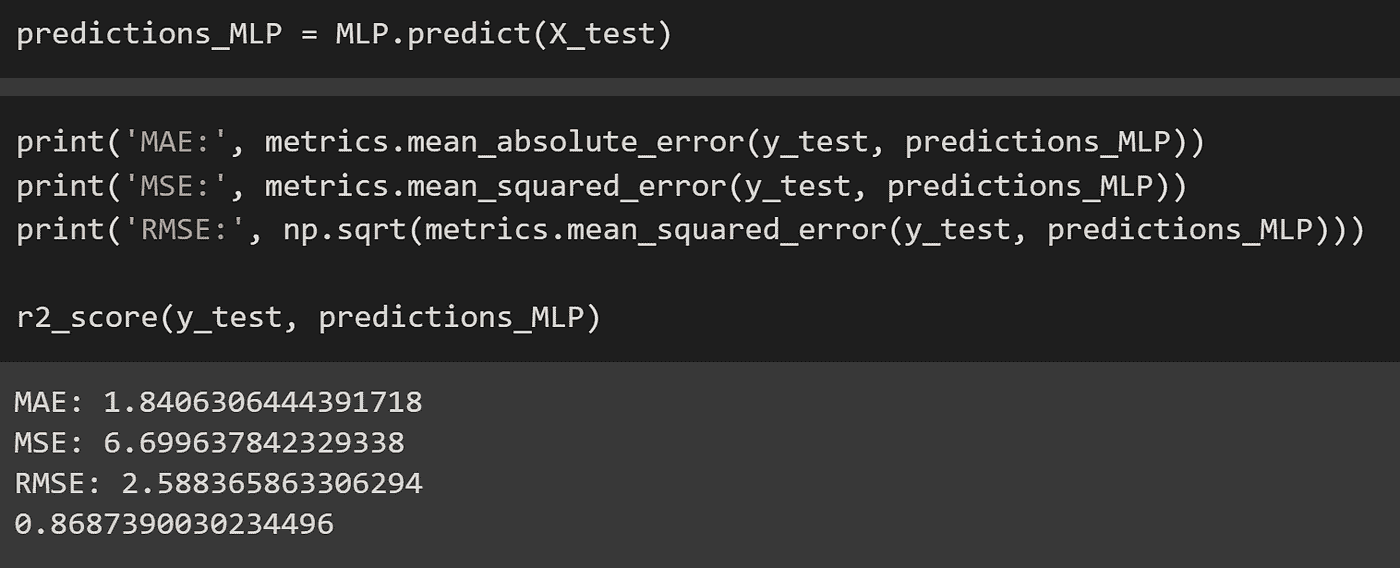 predictions_MLP = MLP.predict(X_test)
print('MAE:', metrics.mean_absolute_error(y_test, predictions_MLP))
print('MSE:', metrics.mean_squared_error(y_test, predictions_MLP))
print('RMSE:', np.sqrt(metrics.mean_squared_error(y_test, predictions_MLP)))
r2_score(y_test, predictions_MLP)
MAE: 1.8406306444391718
MSE: 6.699637842329338
RMSE: 2.588365863306294
0.8687390030234496